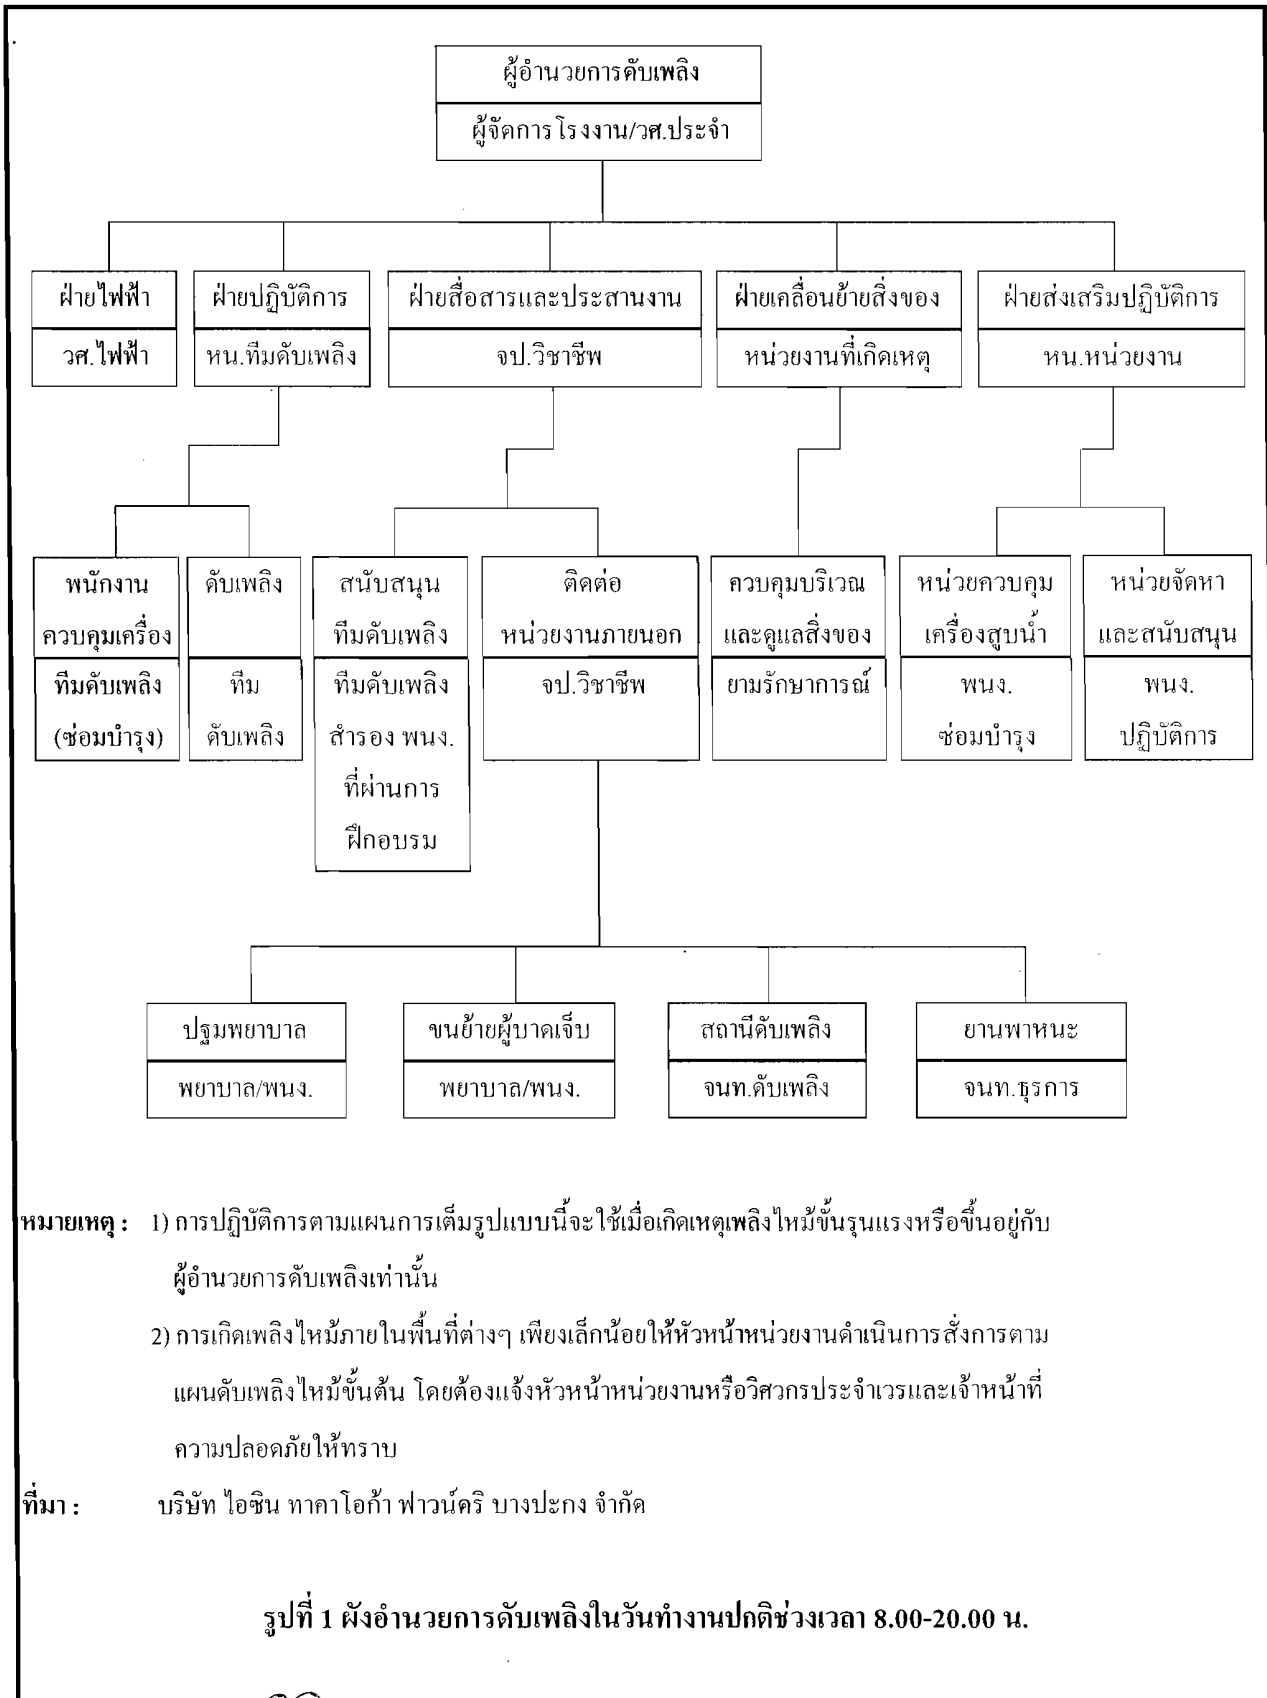 ผู้อำนวยการดับเพลิง
ผู้จัดการโรงงาน/วศ.ประจำ
ฝ่ายไฟฟ้า
วศ.ไฟฟ้า
ฝ่ายปฏิบัติการ
หน.ทีมดับเพลิง
ฝ่ายสื่อสารและประสานงาน
จป.วิชาชีพ
ฝ่ายเคลื่อนย้ายสิ่งของ
หน่วยงานที่เกิดเหตุ
ฝ่ายส่งเสริมปฏิบัติการ
หน.หน่วยงาน
พนักงาน
ควบคุมเครื่อง
ทีมดับเพลิง
(ซ่อมบำรุง)
ดับเพลิง
ทีม
ดับเพลิง
สนับสนุน
ทีมดับเพลิง
ทีมดับเพลิง
สำรอง พนง.
ที่ผ่านการ
ฝึกอบรม
ติดต่อ
หน่วยงานภายนอก
จป.วิชาชีพ
ควบคุมบริเวณ
และดูแลสิ่งของ
ยามรักษาการณ์
หน่วยควบคุม
เครื่องสูบน้ำ
พนง.
ซ่อมบำรุง
หน่วยจัดหา
และสนับสนุน
พนง.
ปฏิบัติการ
ปฐมพยาบาล
พยาบาล/พนง.
ขนย้ายผู้บาดเจ็บ
พยาบาล/พนง.
สถานีดับเพลิง
จนท.ดับเพลิง
ยานพาหนะ
จนท.ธุรการ
หมายเหตุ : 1) การปฏิบัติการตามแผนการเต็มรูปแบบนี้จะใช้เมื่อเกิดเหตุเพลิงไหม้ขั้นรุนแรงหรือขึ้นอยู่กับ
ผู้อำนวยการดับเพลิงเท่านั้น
2) การเกิดเพลิงไหม้ภายในพื้นที่ต่างๆ เพียงเล็กน้อยให้หัวหน้าหน่วยงานดำเนินการสั่งการตาม
แผนดับเพลิงไหม้ขั้นต้น โดยต้องแจ้งหัวหน้าหน่วยงานหรือวิศวกรประจำเวรและเจ้าหน้าที่
ความปลอดภัยให้ทราบ
ที่มา : บริษัท ไอซิน ทาคาโอก้า ฟาวน์ดริ บางปะกง จำกัด
รูปที่ 1 ผังอำนวยการดับเพลิงในวันทำงานปกติช่วงเวลา 8.00-20.00 น.